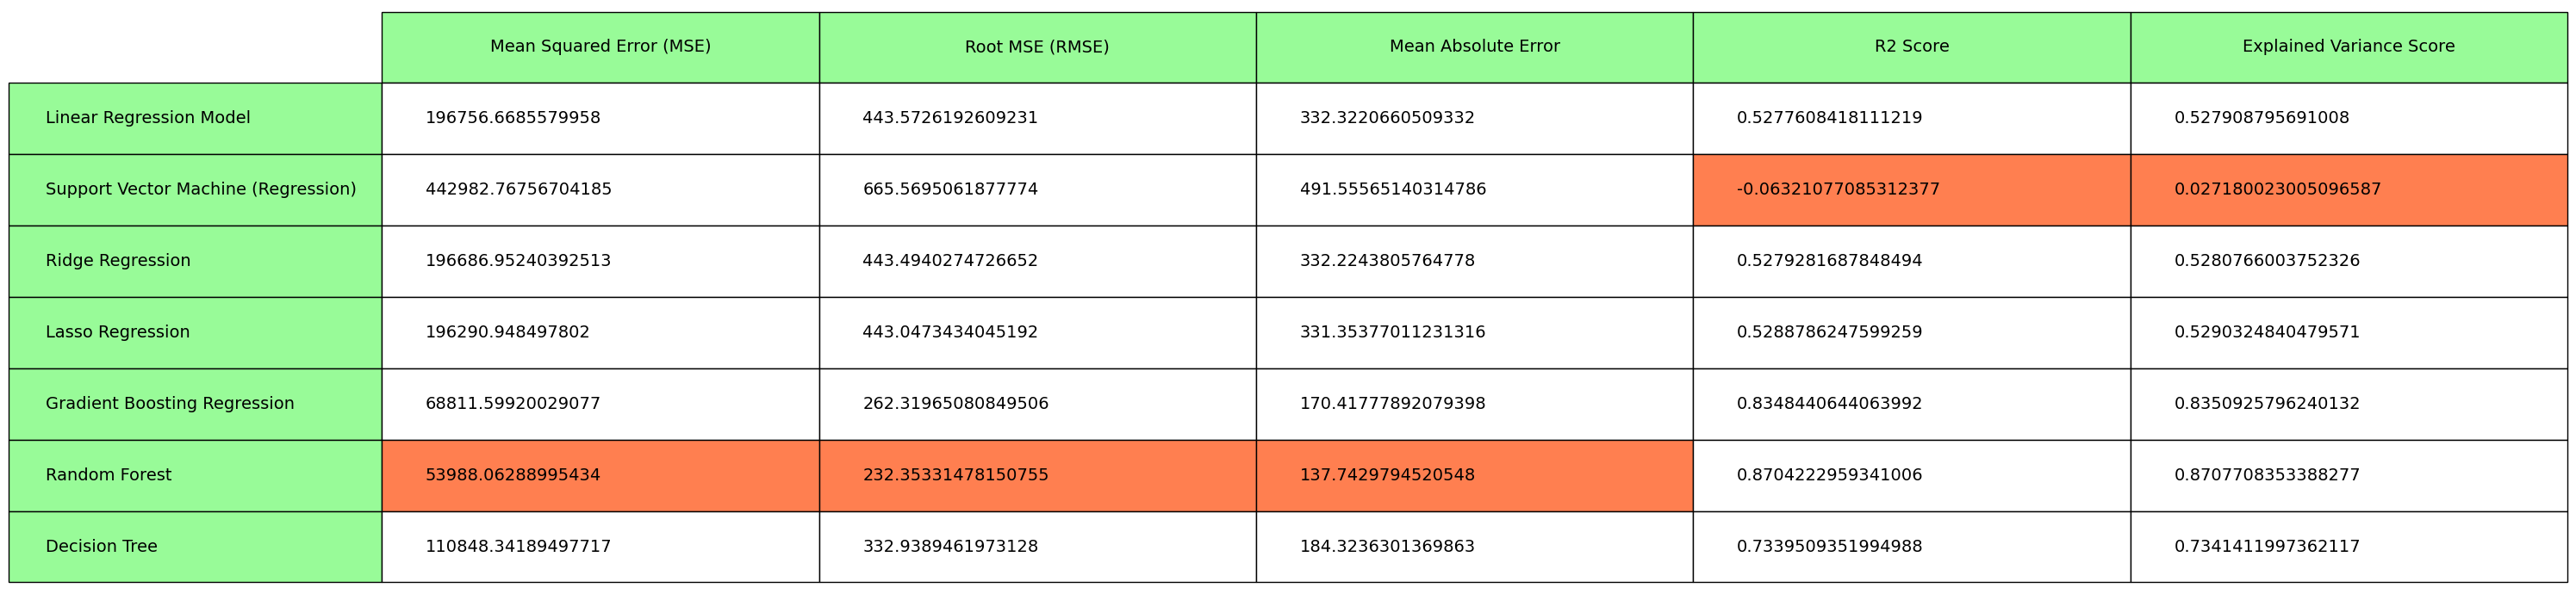 Mean Squared Error (MSE) Root MSE (RMSE) Mean Absolute Error R2 Score Explained Variance Score
Linear Regression Model 196756.6685579958 443.5726192609231 332.3220660509332 0.5277608418111219 0.527908795691008
Support Vector Machine (Regression) 442982.76756704185 665.5695061877774 491.55565140314786 -0.06321077085312377 0.027180023005096587
Ridge Regression 196686.95240392513 443.4940274726652 332.2243805764778 0.5279281687848494 0.5280766003752326
Lasso Regression 196290.948497802 443.0473434045192 331.35377011231316 0.5288786247599259 0.5290324840479571
Gradient Boosting Regression 68811.59920029077 262.31965080849506 170.41777892079398 0.8348440644063992 0.8350925796240132
Random Forest 53988.06288995434 232.35331478150755 137.7429794520548 0.8704222959341006 0.8707708353388277
Decision Tree 110848.34189497717 332.9389461973128 184.3236301369863 0.7339509351994988 0.7341411997362117